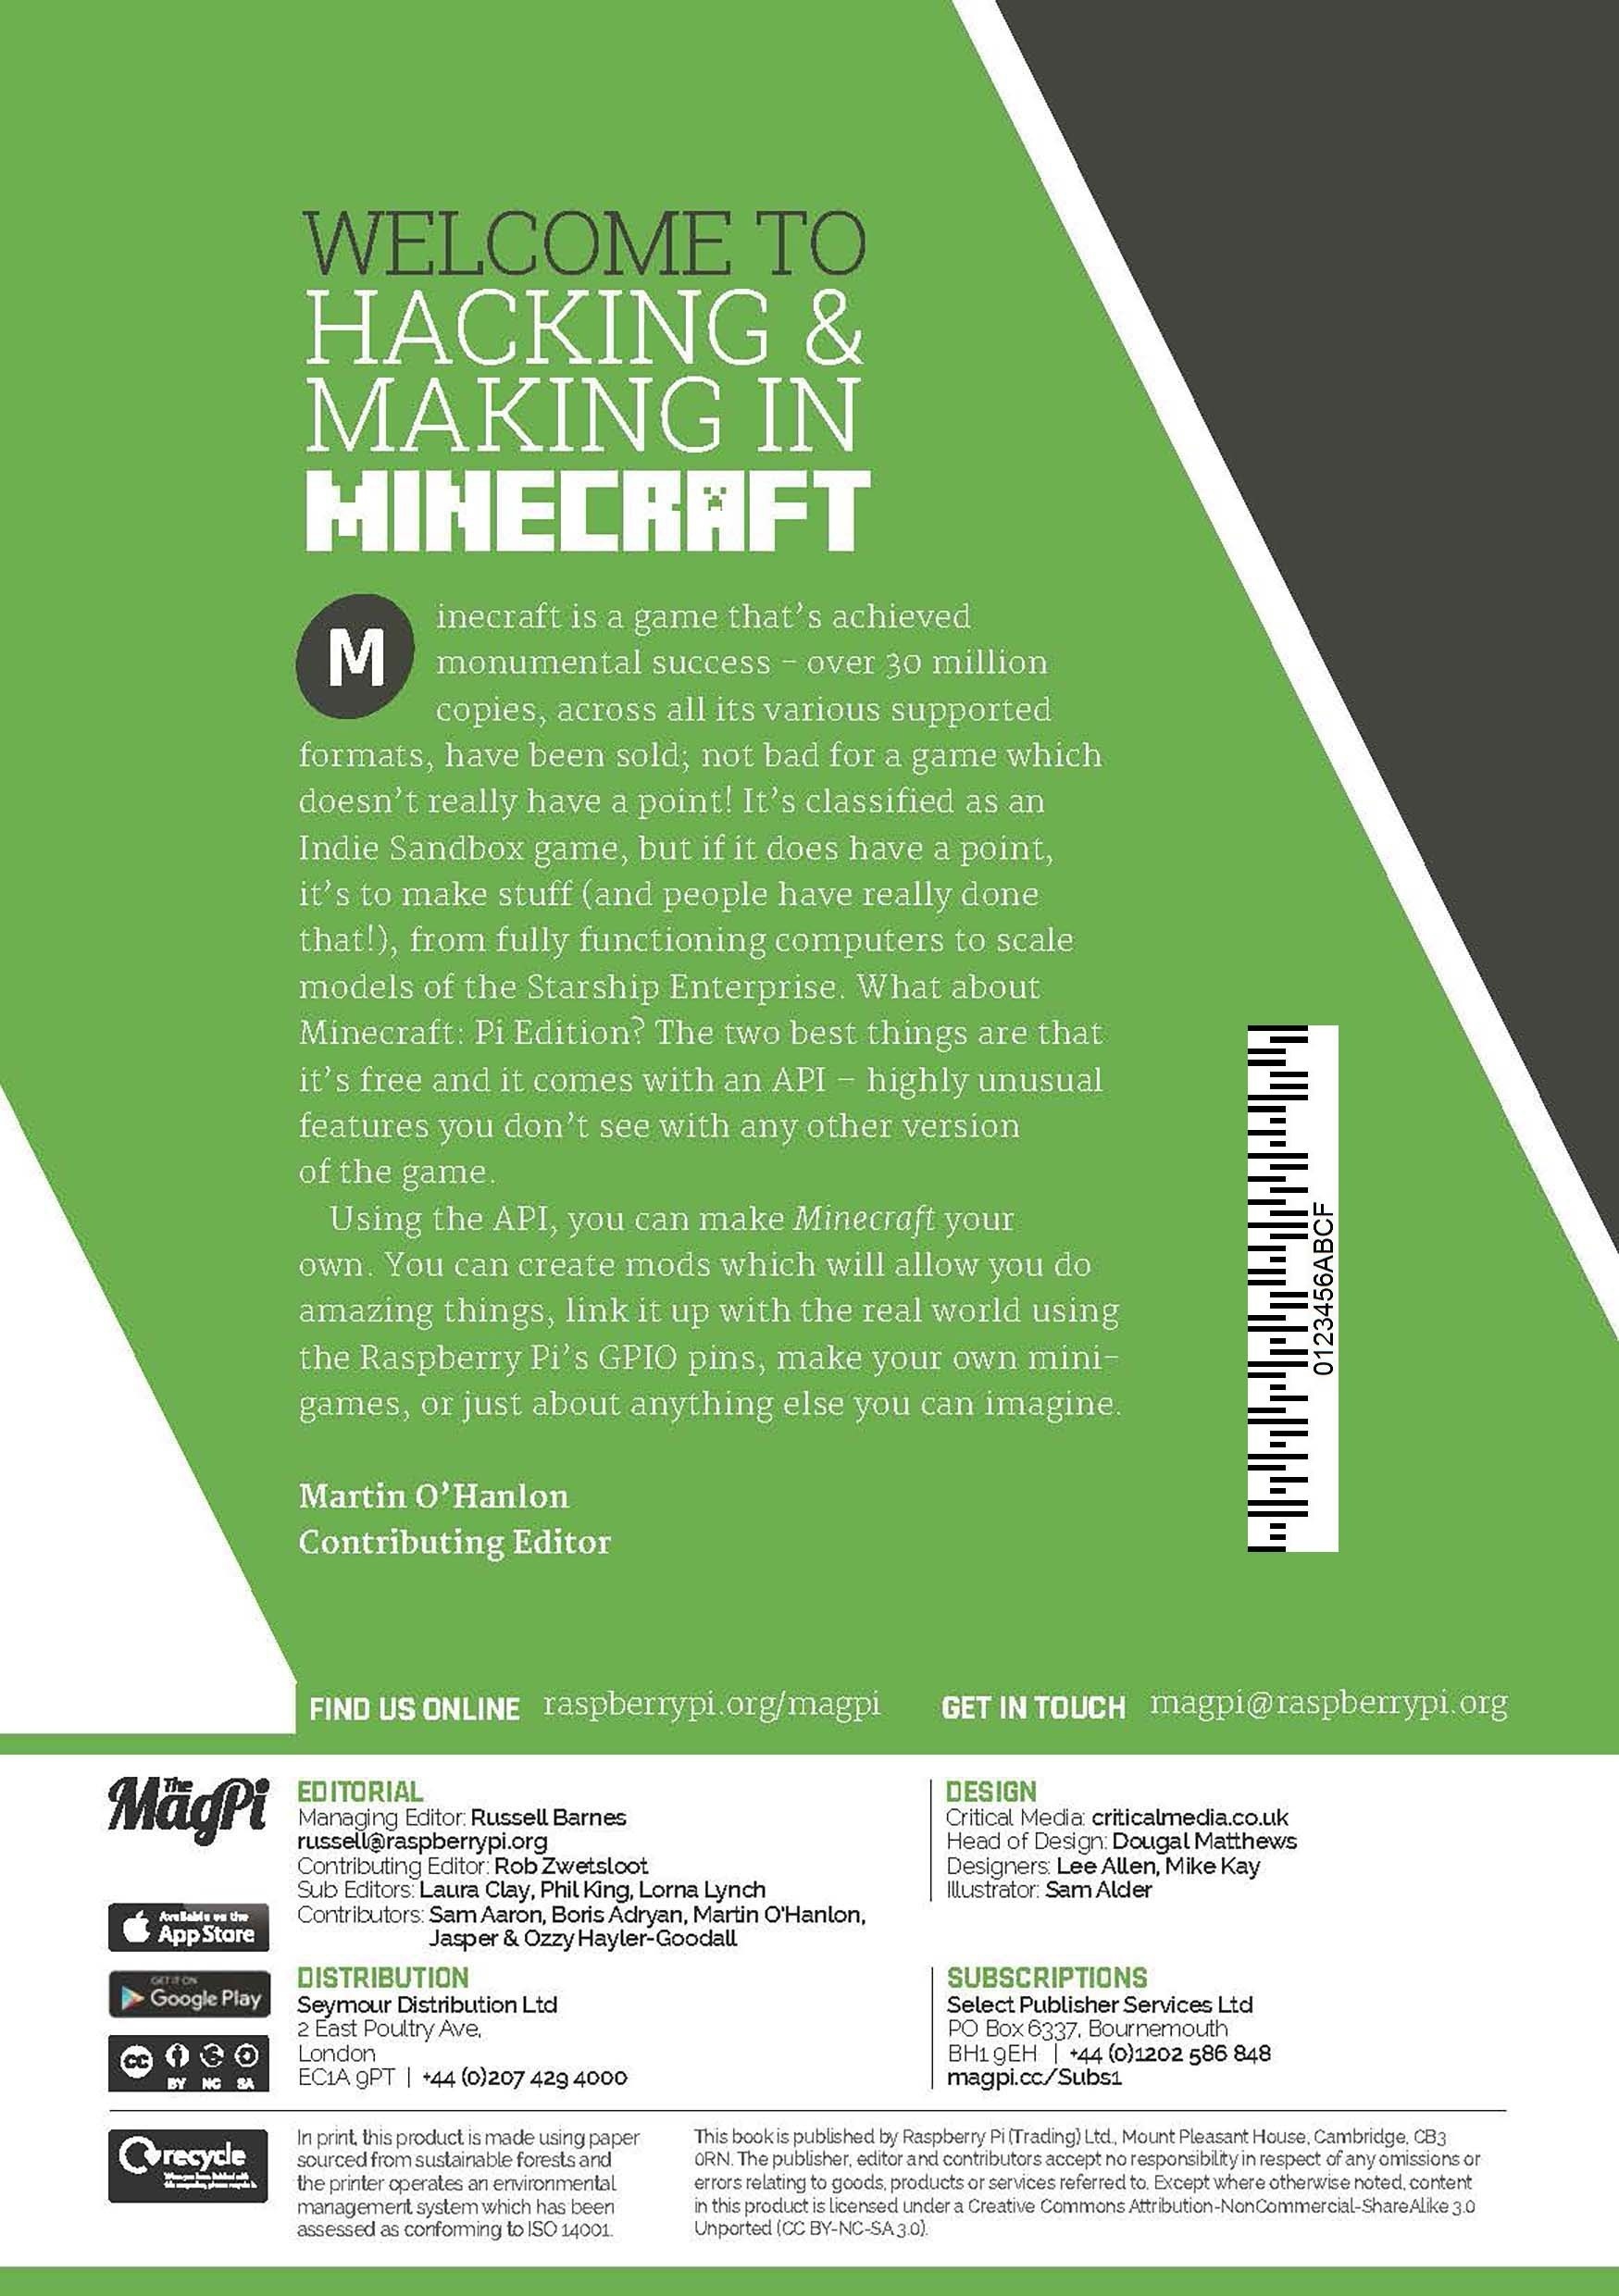 WELCOME TO
HACKING &
MAKING IN
MINECRAFT
Minecraft is a game that's achieved
monumental success – over 30 million
copies, across all its various supported
formats, have been sold; not bad for a game which
doesn't really have a point! It's classified as an
Indie Sandbox game, but if it does have a point,
it's to make stuff (and people have really done
that!), from fully functioning computers to scale
models of the Starship Enterprise. What about
Minecraft: Pi Edition? The two best things are that
it's free and it comes with an API – highly unusual
features you don't see with any other version
of the game.
Using the API, you can make Minecraft your
own. You can create mods which will allow you do
amazing things, link it up with the real world using
the Raspberry Pi's GPIO pins, make your own mini-
games, or just about anything else you can imagine.
Martin O'Hanlon
Contributing Editor
0123456ABCF
FIND US ONLINE raspberrypi.org/magpi GET IN TOUCH magpi@raspberrypi.org
The MagPi
Available on the
App Store
GET IT ON
Google Play
cc
BY NC SA
EDITORIAL
Managing Editor: Russell Barnes
russell@raspberrypi.org
Contributing Editor: Rob Zwetsloot
Sub Editors: Laura Clay, Phil King, Lorna Lynch
Contributors: Sam Aaron, Boris Adryan, Martin O'Hanlon,
Jasper & Ozzy Hayler-Goodall
DESIGN
Critical Media: criticalmedia.co.uk
Head of Design: Dougal Matthews
Designers: Lee Allen, Mike Kay
Illustrator: Sam Alder
DISTRIBUTION
Seymour Distribution Ltd
2 East Poultry Ave,
London
EC1A 9PT | +44 (0)207 429 4000
SUBSCRIPTIONS
Select Publisher Services Ltd
PO Box 6337, Bournemouth
BH1 9EH | +44 (0)1202 586 848
magpi.cc/Subs1
recycle
In print, this product is made using paper
sourced from sustainable forests and
the printer operates an environmental
management system which has been
assessed as conforming to ISO 14001.
This book is published by Raspberry Pi (Trading) Ltd., Mount Pleasant House, Cambridge, CB3
0RN. The publisher, editor and contributors accept no responsibility in respect of any omissions or
errors relating to goods, products or services referred to. Except where otherwise noted, content
in this product is licensed under a Creative Commons Attribution-NonCommercial-ShareAlike 3.0
Unported (CC BY-NC-SA 3.0).